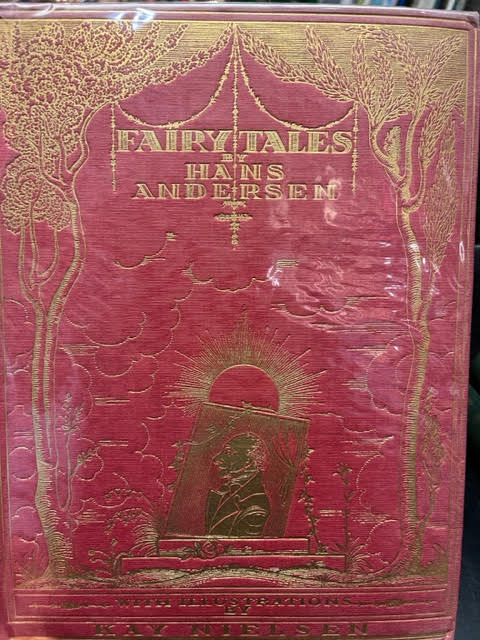 FAIRY TALES
BY
HANS
ANDERSEN
WITH ILLUSTRATIONS
BY
KAY NIELSEN